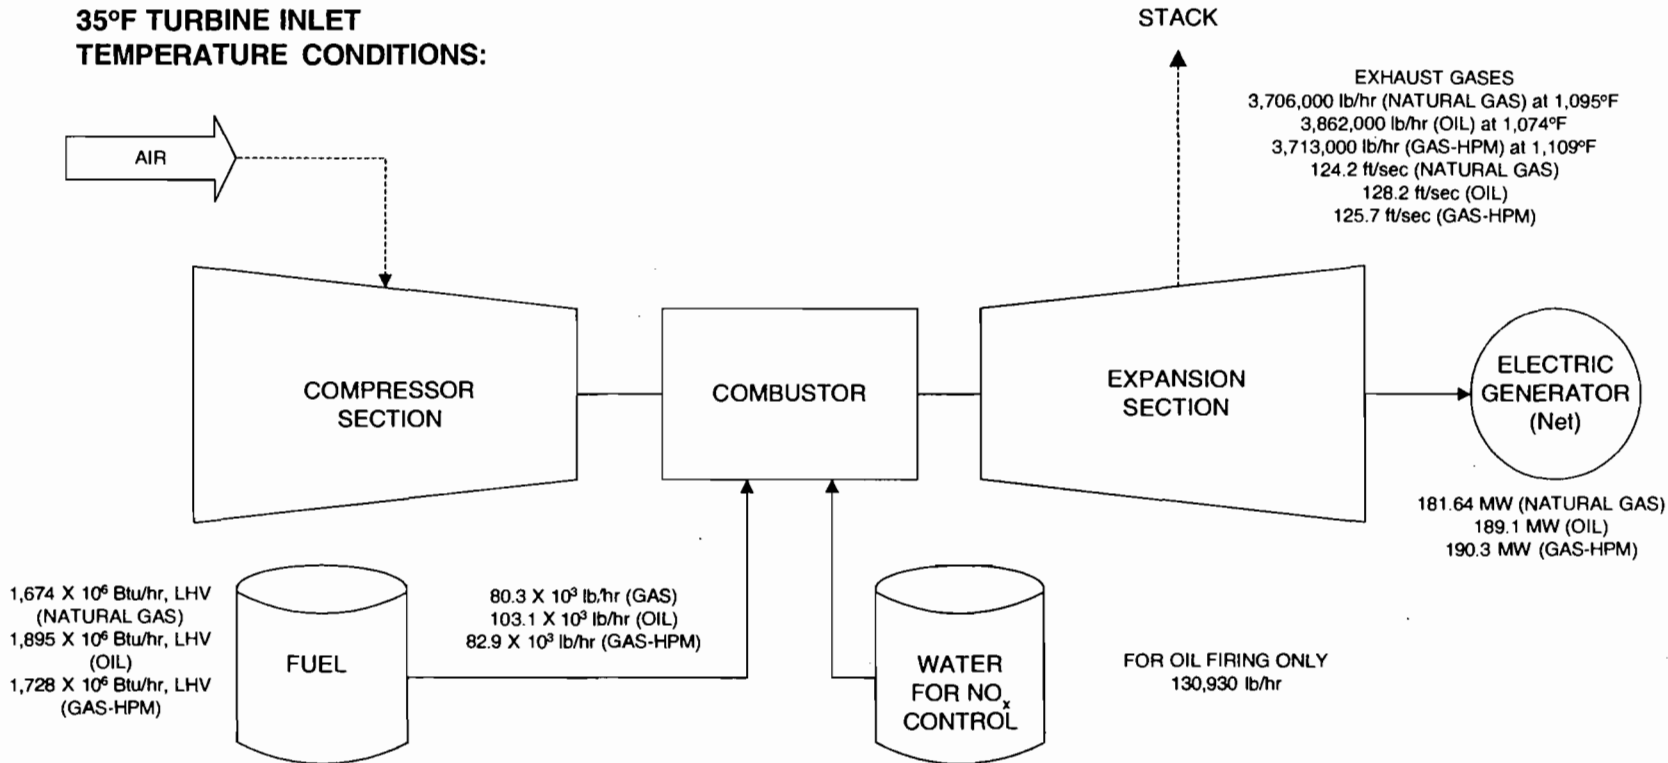 35ºF TURBINE INLET
TEMPERATURE CONDITIONS:
STACK
EXHAUST GASES
3,706,000 lb/hr (NATURAL GAS) at 1,095ºF
3,862,000 lb/hr (OIL) at 1,074ºF
3,713,000 lb/hr (GAS-HPM) at 1,109ºF
124.2 ft/sec (NATURAL GAS)
128.2 ft/sec (OIL)
125.7 ft/sec (GAS-HPM)
AIR
COMPRESSOR
SECTION
COMBUSTOR
EXPANSION
SECTION
ELECTRIC
GENERATOR
(Net)
181.64 MW (NATURAL GAS)
189.1 MW (OIL)
190.3 MW (GAS-HPM)
1,674 X 10⁶ Btu/hr, LHV
(NATURAL GAS)
1,895 X 10⁶ Btu/hr, LHV
(OIL)
1,728 X 10⁶ Btu/hr, LHV
(GAS-HPM)
FUEL
80.3 X 10³ lb/hr (GAS)
103.1 X 10³ lb/hr (OIL)
82.9 X 10³ lb/hr (GAS-HPM)
WATER
FOR NOₓ
CONTROL
FOR OIL FIRING ONLY
130,930 lb/hr